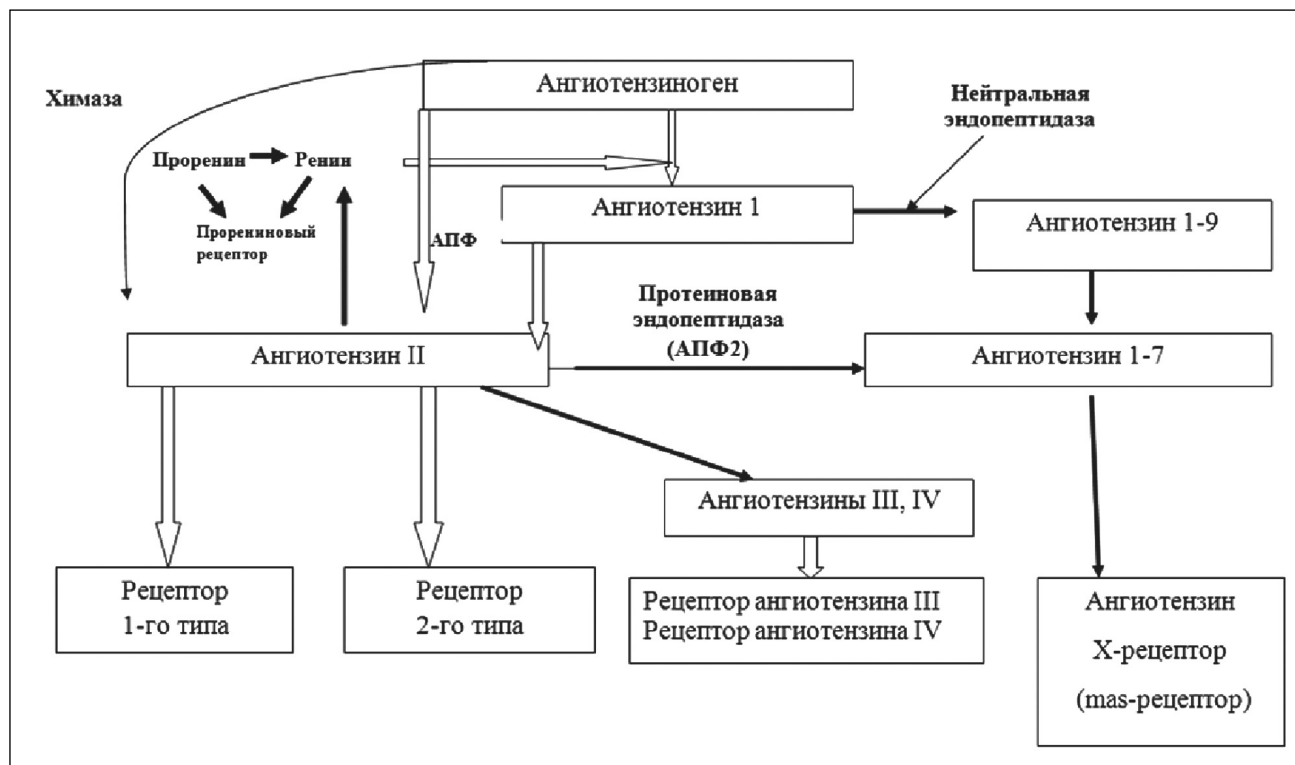 Ангиотензиноген
Химаза
Нейтральная
эндопептидаза
Проренин
Ренин
Прорениновый
рецептор
АПФ
Ангиотензин 1
Ангиотензин 1-9
Протеиновая
эндопептидаза
(АПФ2)
Ангиотензин II
Ангиотензин 1-7
Ангиотензины III, IV
Рецептор
1-го типа
Рецептор
2-го типа
Рецептор ангиотензина III
Рецептор ангиотензина IV
Ангиотензин
X-рецептор
(mas-рецептор)